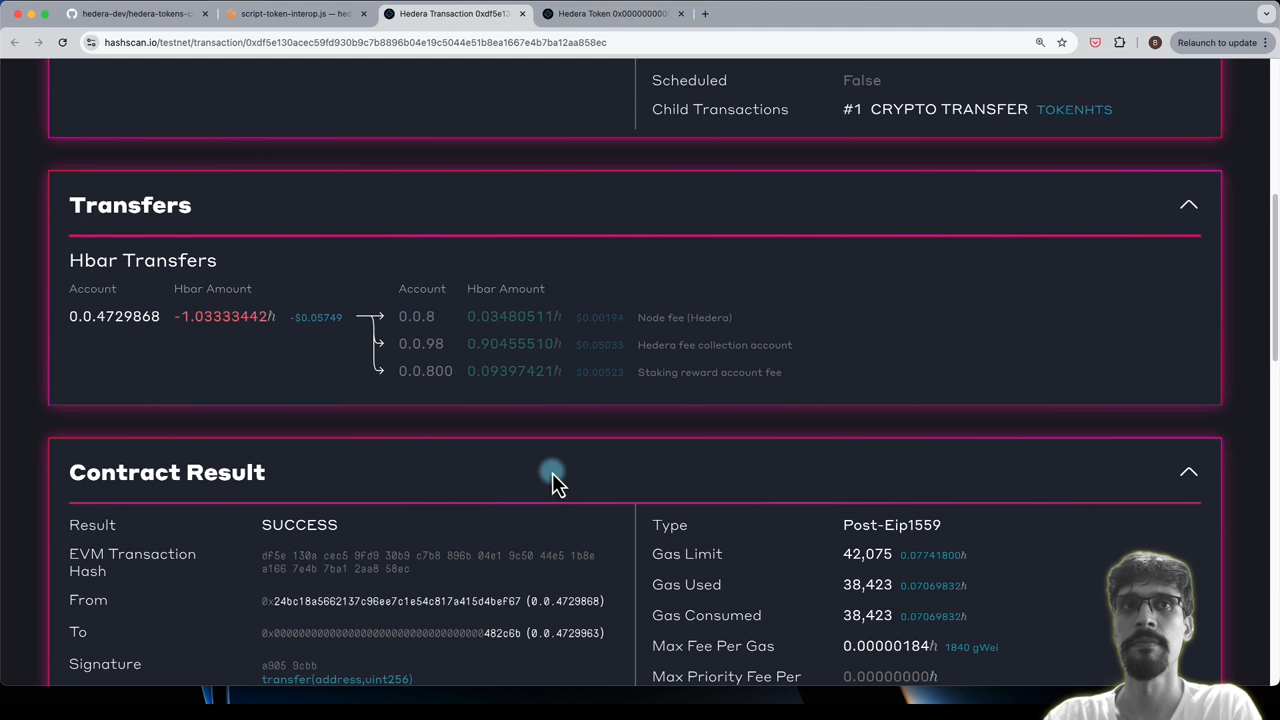 hedera-dev/hedera-tokens-c
script-token-interop.js — hed
Hedera Transaction 0xdf5e13
Hedera Token 0x000000000
hashscan.io/testnet/transaction/0xdf5e130acec59fd930b9c7b8896b04e19c5044e51b8ea1667e4b7ba12aa858ec
B
Relaunch to update
Scheduled False
Child Transactions #1 CRYPTO TRANSFER TOKENHTS
Transfers
Hbar Transfers
Account Hbar Amount Account Hbar Amount
0.0.4729868 -1.03333442ℏ -$0.05749 0.0.8 0.03480511ℏ $0.00194 Node fee (Hedera)
0.0.98 0.90455510ℏ $0.05033 Hedera fee collection account
0.0.800 0.09397421ℏ $0.00523 Staking reward account fee
Contract Result
Result SUCCESS
EVM Transaction Hash df5e 130a cec5 9fd9 30b9 c7b8 896b 04e1 9c50 44e5 1b8e
a166 7e4b 7ba1 2aa8 58ec
From 0x24bc18a5662137c96ee7c1e54c817a415d4bef67 (0.0.4729868)
To 0x0000000000000000000000000000000000482c6b (0.0.4729963)
Signature a905 9cbb
transfer(address,uint256)
Type Post-Eip1559
Gas Limit 42,075 0.07741800ℏ
Gas Used 38,423 0.07069832ℏ
Gas Consumed 38,423 0.07069832ℏ
Max Fee Per Gas 0.00000184ℏ 1840 gWei
Max Priority Fee Per 0.00000000ℏ